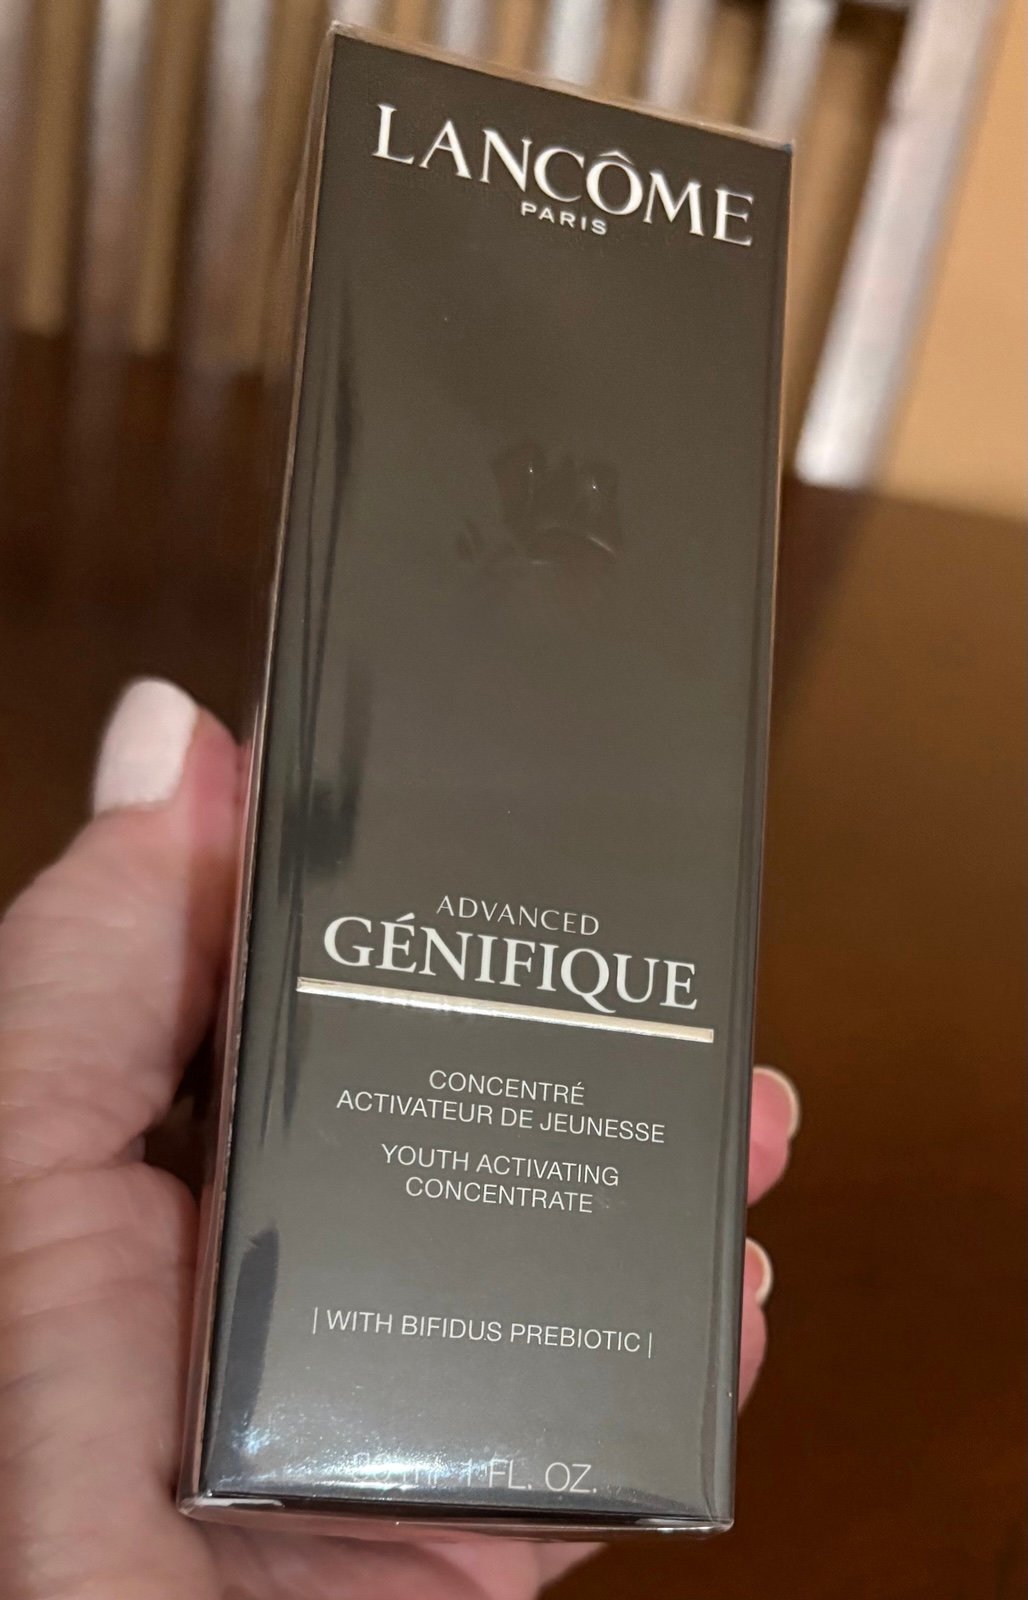 LANCÔME
PARIS
ADVANCED
GÉNIFIQUE
CONCENTRÉ
ACTIVATEUR DE JEUNESSE
YOUTH ACTIVATING
CONCENTRATE
| WITH BIFIDUS PREBIOTIC |
1 FL. OZ.